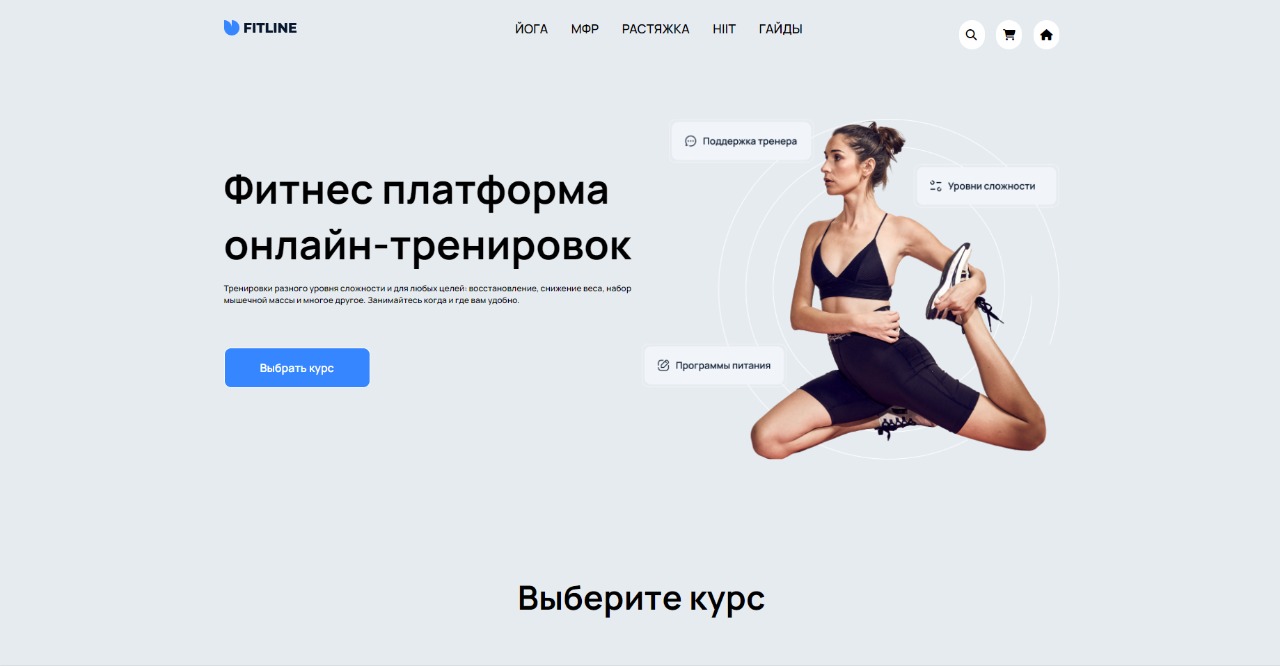 FITLINE
ЙОГА МФР РАСТЯЖКА HIIT ГАЙДЫ
Поддержка тренера
Уровни сложности
Фитнес платформа
онлайн-тренировок
Тренировки разного уровня сложности и для любых целей: восстановление, снижение веса, набор
мышечной массы и многое другое. Занимайтесь когда и где вам удобно.
Выбрать курс
Программы питания
Выберите курс